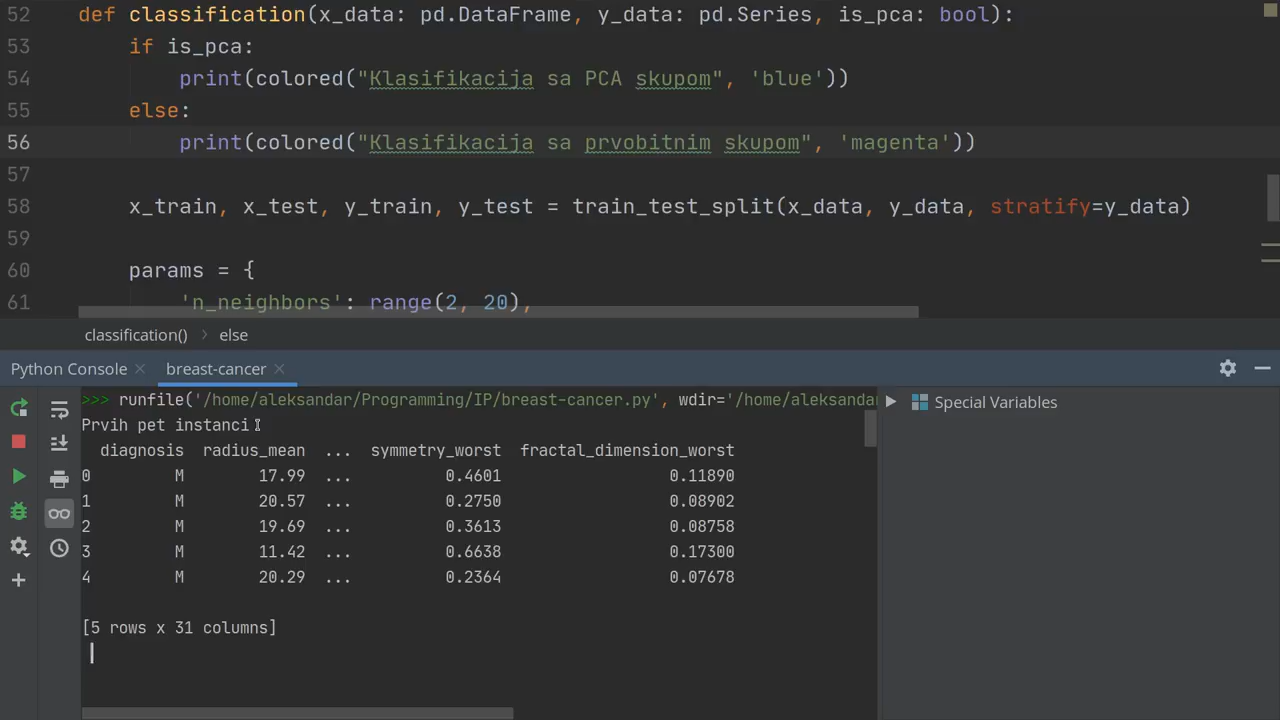 52 def classification(x_data: pd.DataFrame, y_data: pd.Series, is_pca: bool):
53 if is_pca:
54 print(colored("Klasifikacija sa PCA skupom", 'blue'))
55 else:
56 print(colored("Klasifikacija sa prvobitnim skupom", 'magenta'))
57
58 x_train, x_test, y_train, y_test = train_test_split(x_data, y_data, stratify=y_data)
59
60 params = {
61 'n_neighbors': range(2, 20),
classification() > else
Python Console × breast-cancer ×
>>> runfile('/home/aleksandar/Programming/IP/breast-cancer.py', wdir='/home/aleksandar
Special Variables
Prvih pet instanci
diagnosis radius_mean ... symmetry_worst fractal_dimension_worst
0 M 17.99 ... 0.4601 0.11890
1 M 20.57 ... 0.2750 0.08902
2 M 19.69 ... 0.3613 0.08758
3 M 11.42 ... 0.6638 0.17300
4 M 20.29 ... 0.2364 0.07678
[5 rows x 31 columns]